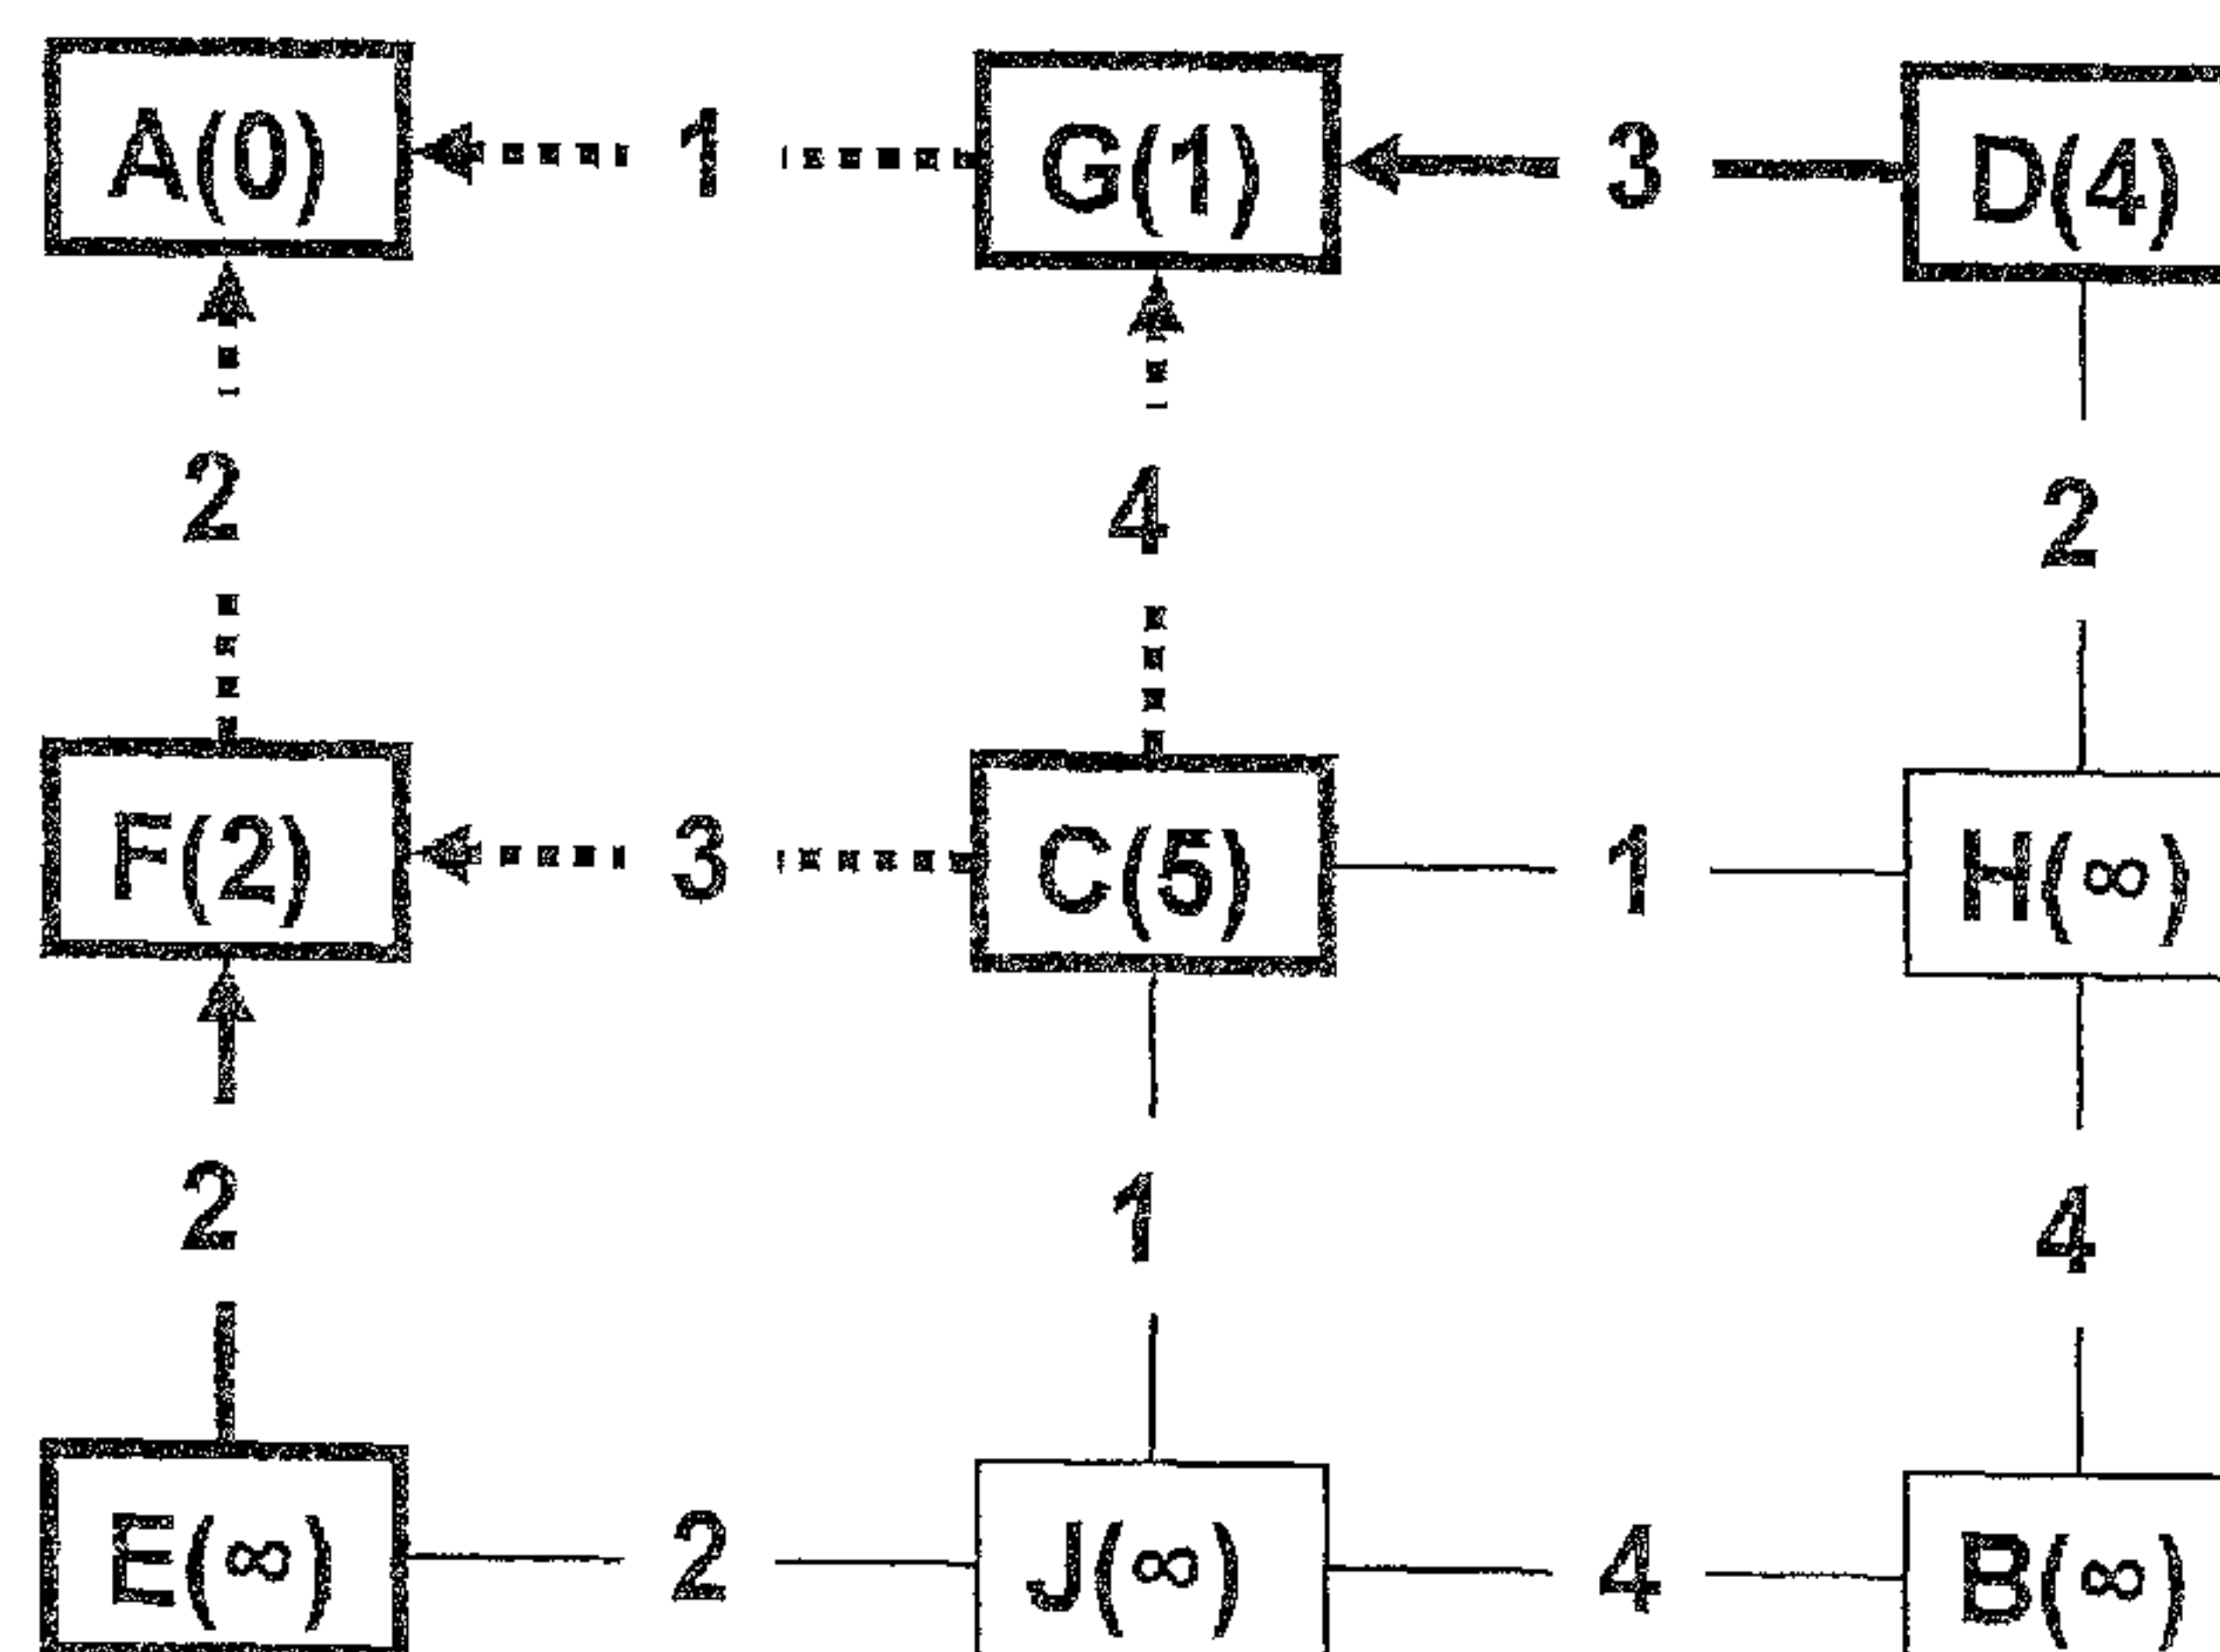 A(0) 1 G(1) 3 D(4)
2 4 2
F(2) 3 C(5) 1 H(∞)
2 1 4
E(∞) 2 J(∞) 4 B(∞)